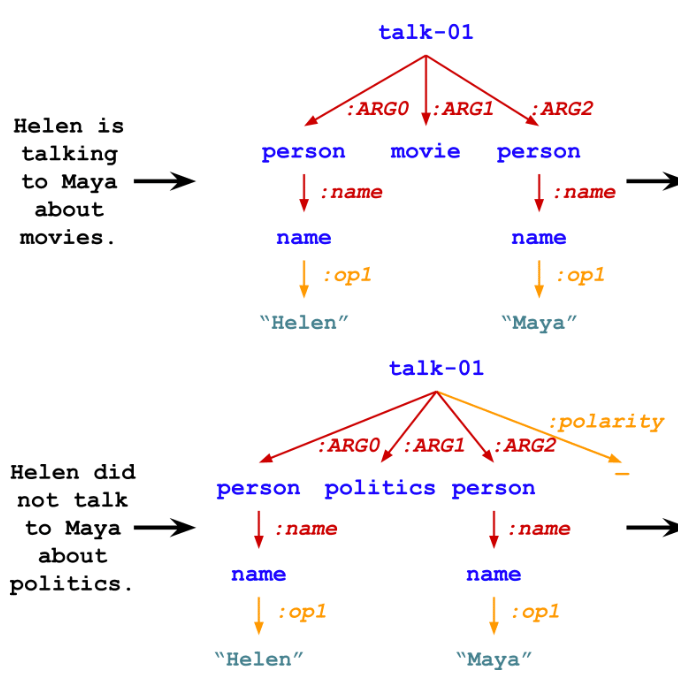 talk-01
:ARG0 :ARG1 :ARG2
Helen is
talking
to Maya
about
movies.
person movie person
:name :name
name name
:op1 :op1
“Helen” “Maya”
talk-01
:polarity
:ARG0 :ARG1 :ARG2
–
Helen did
not talk
to Maya
about
politics.
person politics person
:name :name
name name
:op1 :op1
“Helen” “Maya”